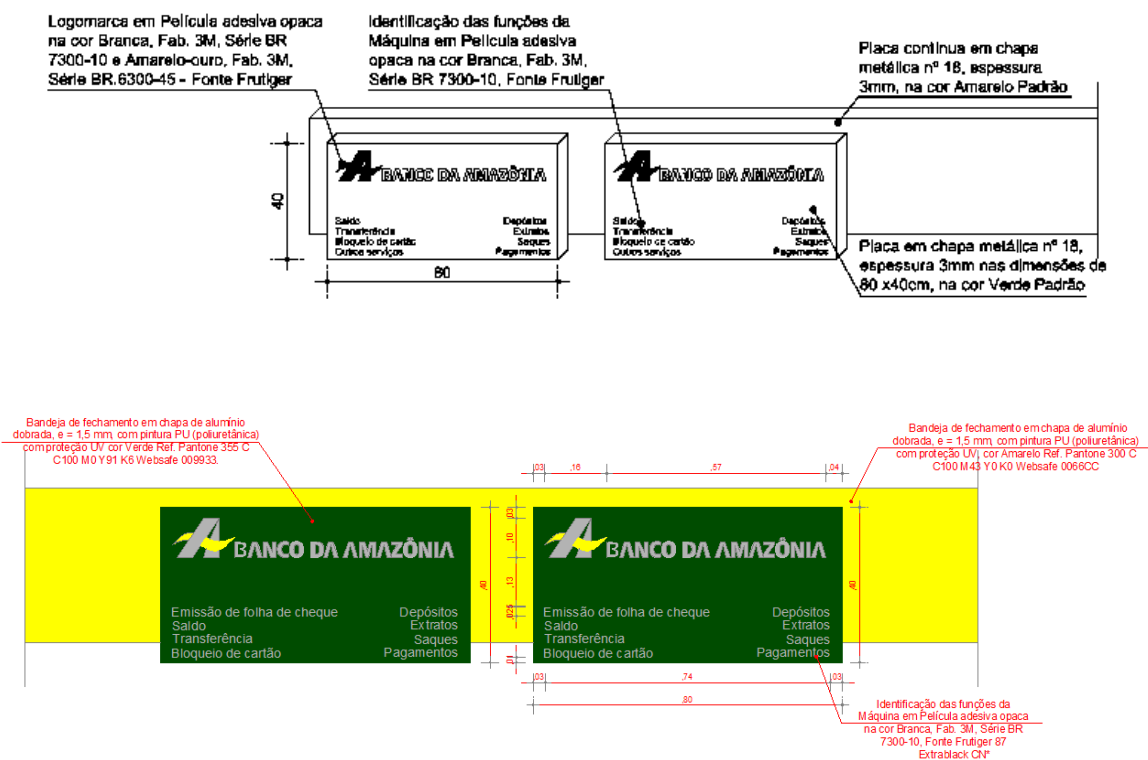 Logomarca em Película adesiva opaca
na cor Branca, Fab. 3M, Série BR
7300-10 e Amarelo-ouro, Fab. 3M,
Série BR.6300-45 - Fonte Frutiger
Identificação das funções da
Máquina em Película adesiva
opaca na cor Branca, Fab. 3M,
Série BR 7300-10, Fonte Frutiger
Placa contínua em chapa
metálica nº 18, espessura
3mm, na cor Amarelo Padrão
40
BANCO DA AMAZÔNIA
Saldo
Transferência
Bloqueio de cartão
Outros serviços
Depósitos
Extratos
Saques
Pagamentos
BANCO DA AMAZÔNIA
Saldo
Transferência
Bloqueio de cartão
Outros serviços
Depósitos
Extratos
Saques
Pagamentos
80
Placa em chapa metálica nº 18,
espessura 3mm nas dimensões de
80 x40cm, na cor Verde Padrão
Bandeja de fechamento em chapa de alumínio
dobrada, e = 1,5 mm, com pintura PU (poliuretânica)
com proteção UV cor Verde Ref. Pantone 355 C
C100 M0 Y91 K6 Websafe 009933.
Bandeja de fechamento em chapa de alumínio
dobrada, e = 1,5 mm, com pintura PU (poliuretânica)
com proteção UV, cor Amarelo Ref. Pantone 300 C
C100 M43 Y0 K0 Websafe 0066CC
,03 ,16 ,57 ,04
BANCO DA AMAZÔNIA
Emissão de folha de cheque
Saldo
Transferência
Bloqueio de cartão
Depósitos
Extratos
Saques
Pagamentos
,40
,03
,10
,13
,025
,01
BANCO DA AMAZÔNIA
Emissão de folha de cheque
Saldo
Transferência
Bloqueio de cartão
Depósitos
Extratos
Saques
Pagamentos
,40
,03 ,74 ,03
,80
Identificação das funções da
Máquina em Película adesiva opaca
na cor Branca, Fab. 3M, Série BR
7300-10, Fonte Frutiger 87
Extrablack CN*